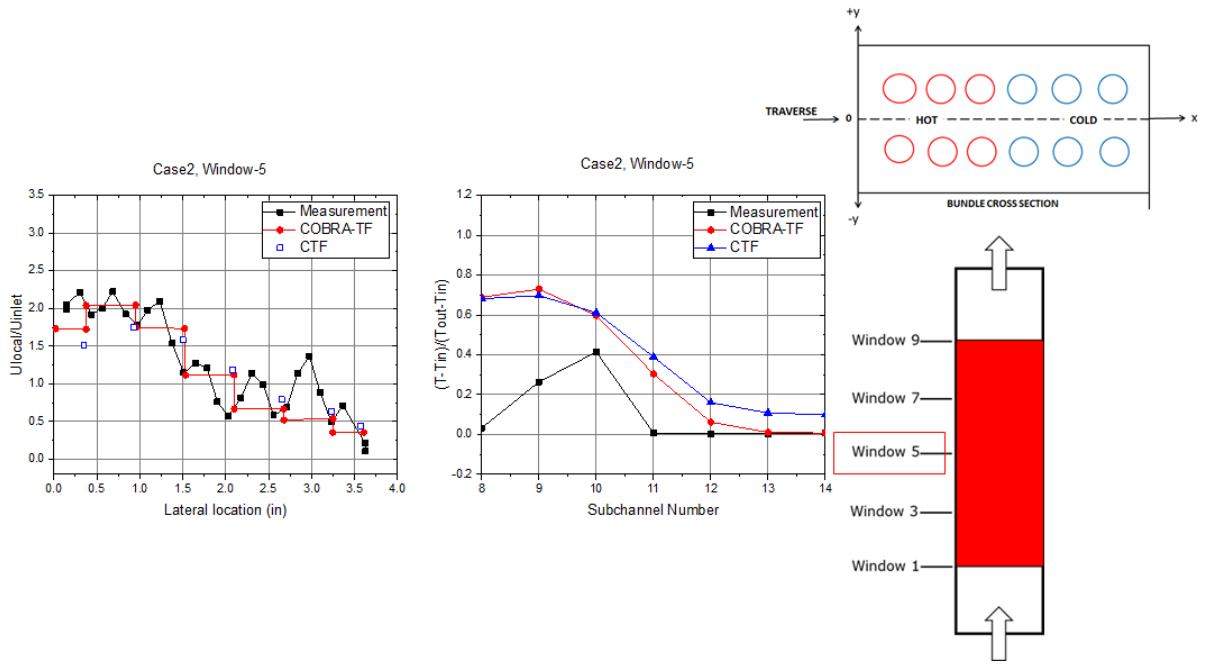 Case2, Window-5
Measurement
COBRA-TF
CTF
Ulocal/Uinlet
3.5
3.0
2.5
2.0
1.5
1.0
0.5
0.0
0.0 0.5 1.0 1.5 2.0 2.5 3.0 3.5 4.0
Lateral location (in)
Case2, Window-5
Measurement
COBRA-TF
CTF
(T-Tin)/(Tout-Tin)
1.2
1.0
0.8
0.6
0.4
0.2
0.0
-0.2
8 9 10 11 12 13 14
Subchannel Number
+y
TRAVERSE
0
HOT
COLD
x
BUNDLE CROSS SECTION
-y
Window 9
Window 7
Window 5
Window 3
Window 1